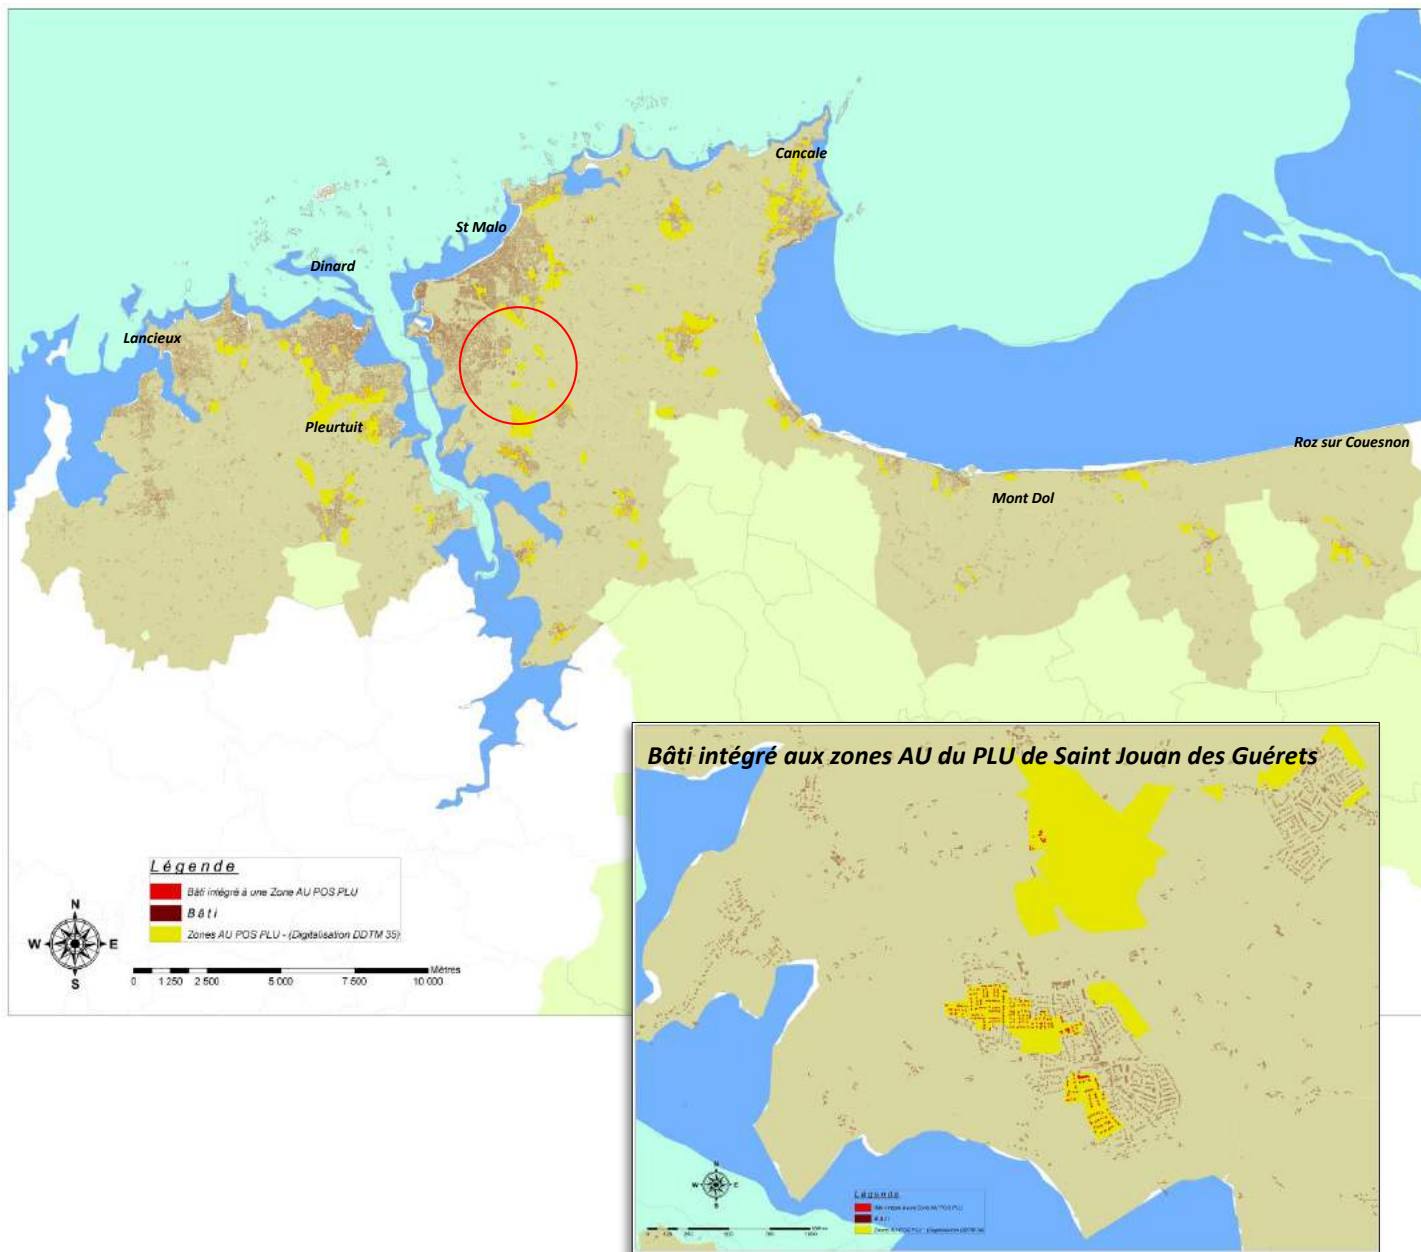 Cancale
St Malo
Dinard
Lancieux
Pleurtuit
Roz sur Couesnon
Mont Dol
Bâti intégré aux zones AU du PLU de Saint Jouan des Guérets
Légende
Bâti intégré à une Zone AU POS PLU
Bâti
Zones AU POS PLU - (Digitalisation DDTM 35)
N
W E
S
Mètres
0 1 250 2 500 5 000 7 500 10 000
N
W E
S
Légende
Bâti